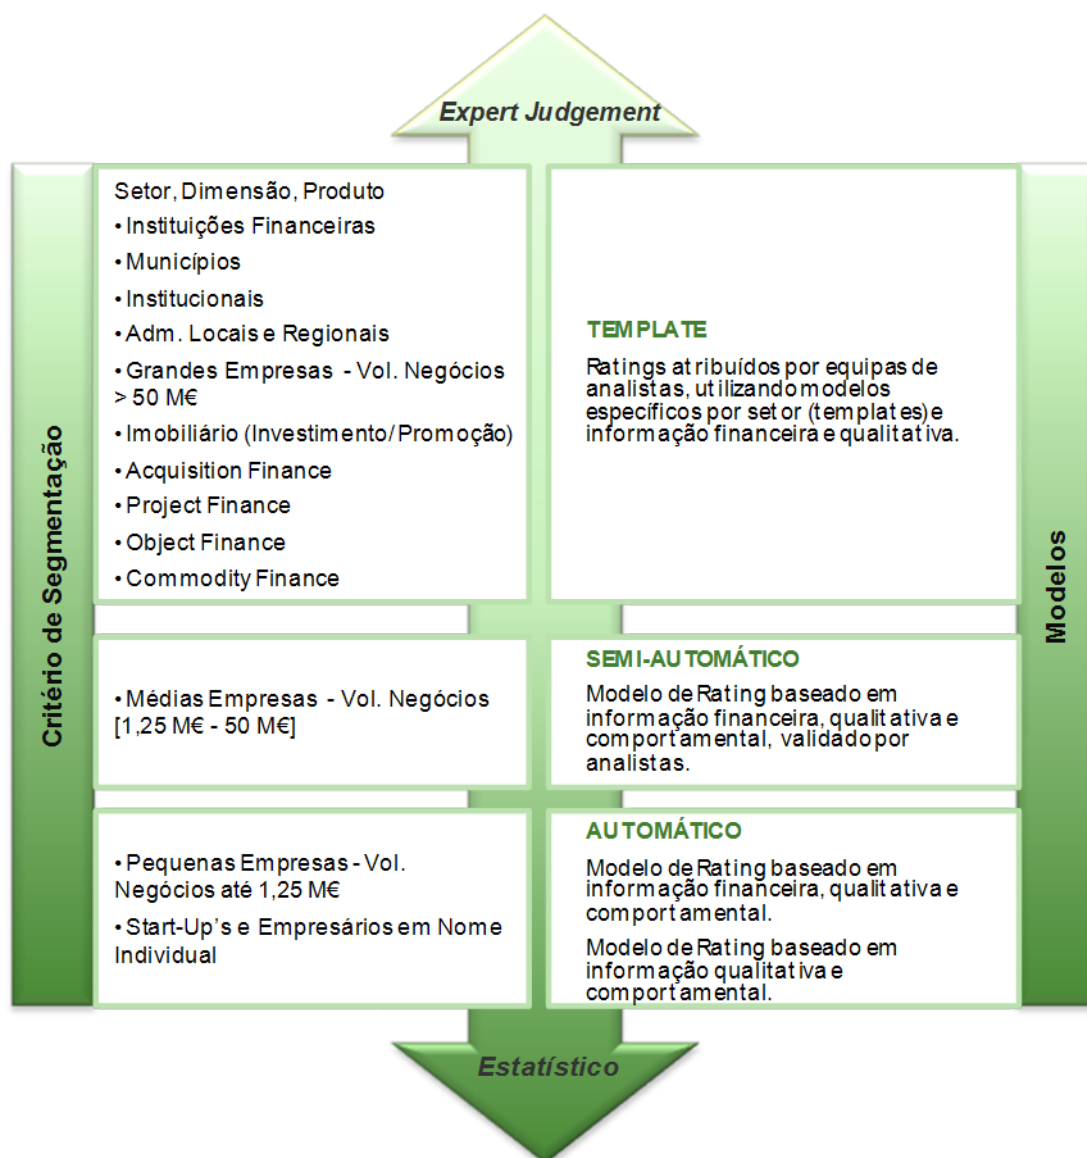 Expert Judgement
Critério de Segmentação
Setor, Dimensão, Produto
• Instituições Financeiras
• Municípios
• Institucionais
• Adm. Locais e Regionais
• Grandes Empresas - Vol. Negócios
> 50 M€
• Imobiliário (Investimento/Promoção)
• Acquisition Finance
• Project Finance
• Object Finance
• Commodity Finance
TEMPLATE
Ratings atribuídos por equipas de
analistas, utilizando modelos
específicos por setor (templates) e
informação financeira e qualitativa.
Modelos
• Médias Empresas - Vol. Negócios
[1,25 M€ - 50 M€]
SEMI-AUTOMÁTICO
Modelo de Rating baseado em
informação financeira, qualitativa e
comportamental, validado por
analistas.
• Pequenas Empresas - Vol.
Negócios até 1,25 M€
• Start-Up's e Empresários em Nome
Individual
AUTOMÁTICO
Modelo de Rating baseado em
informação financeira, qualitativa e
comportamental.
Modelo de Rating baseado em
informação qualitativa e
comportamental.
Estatístico